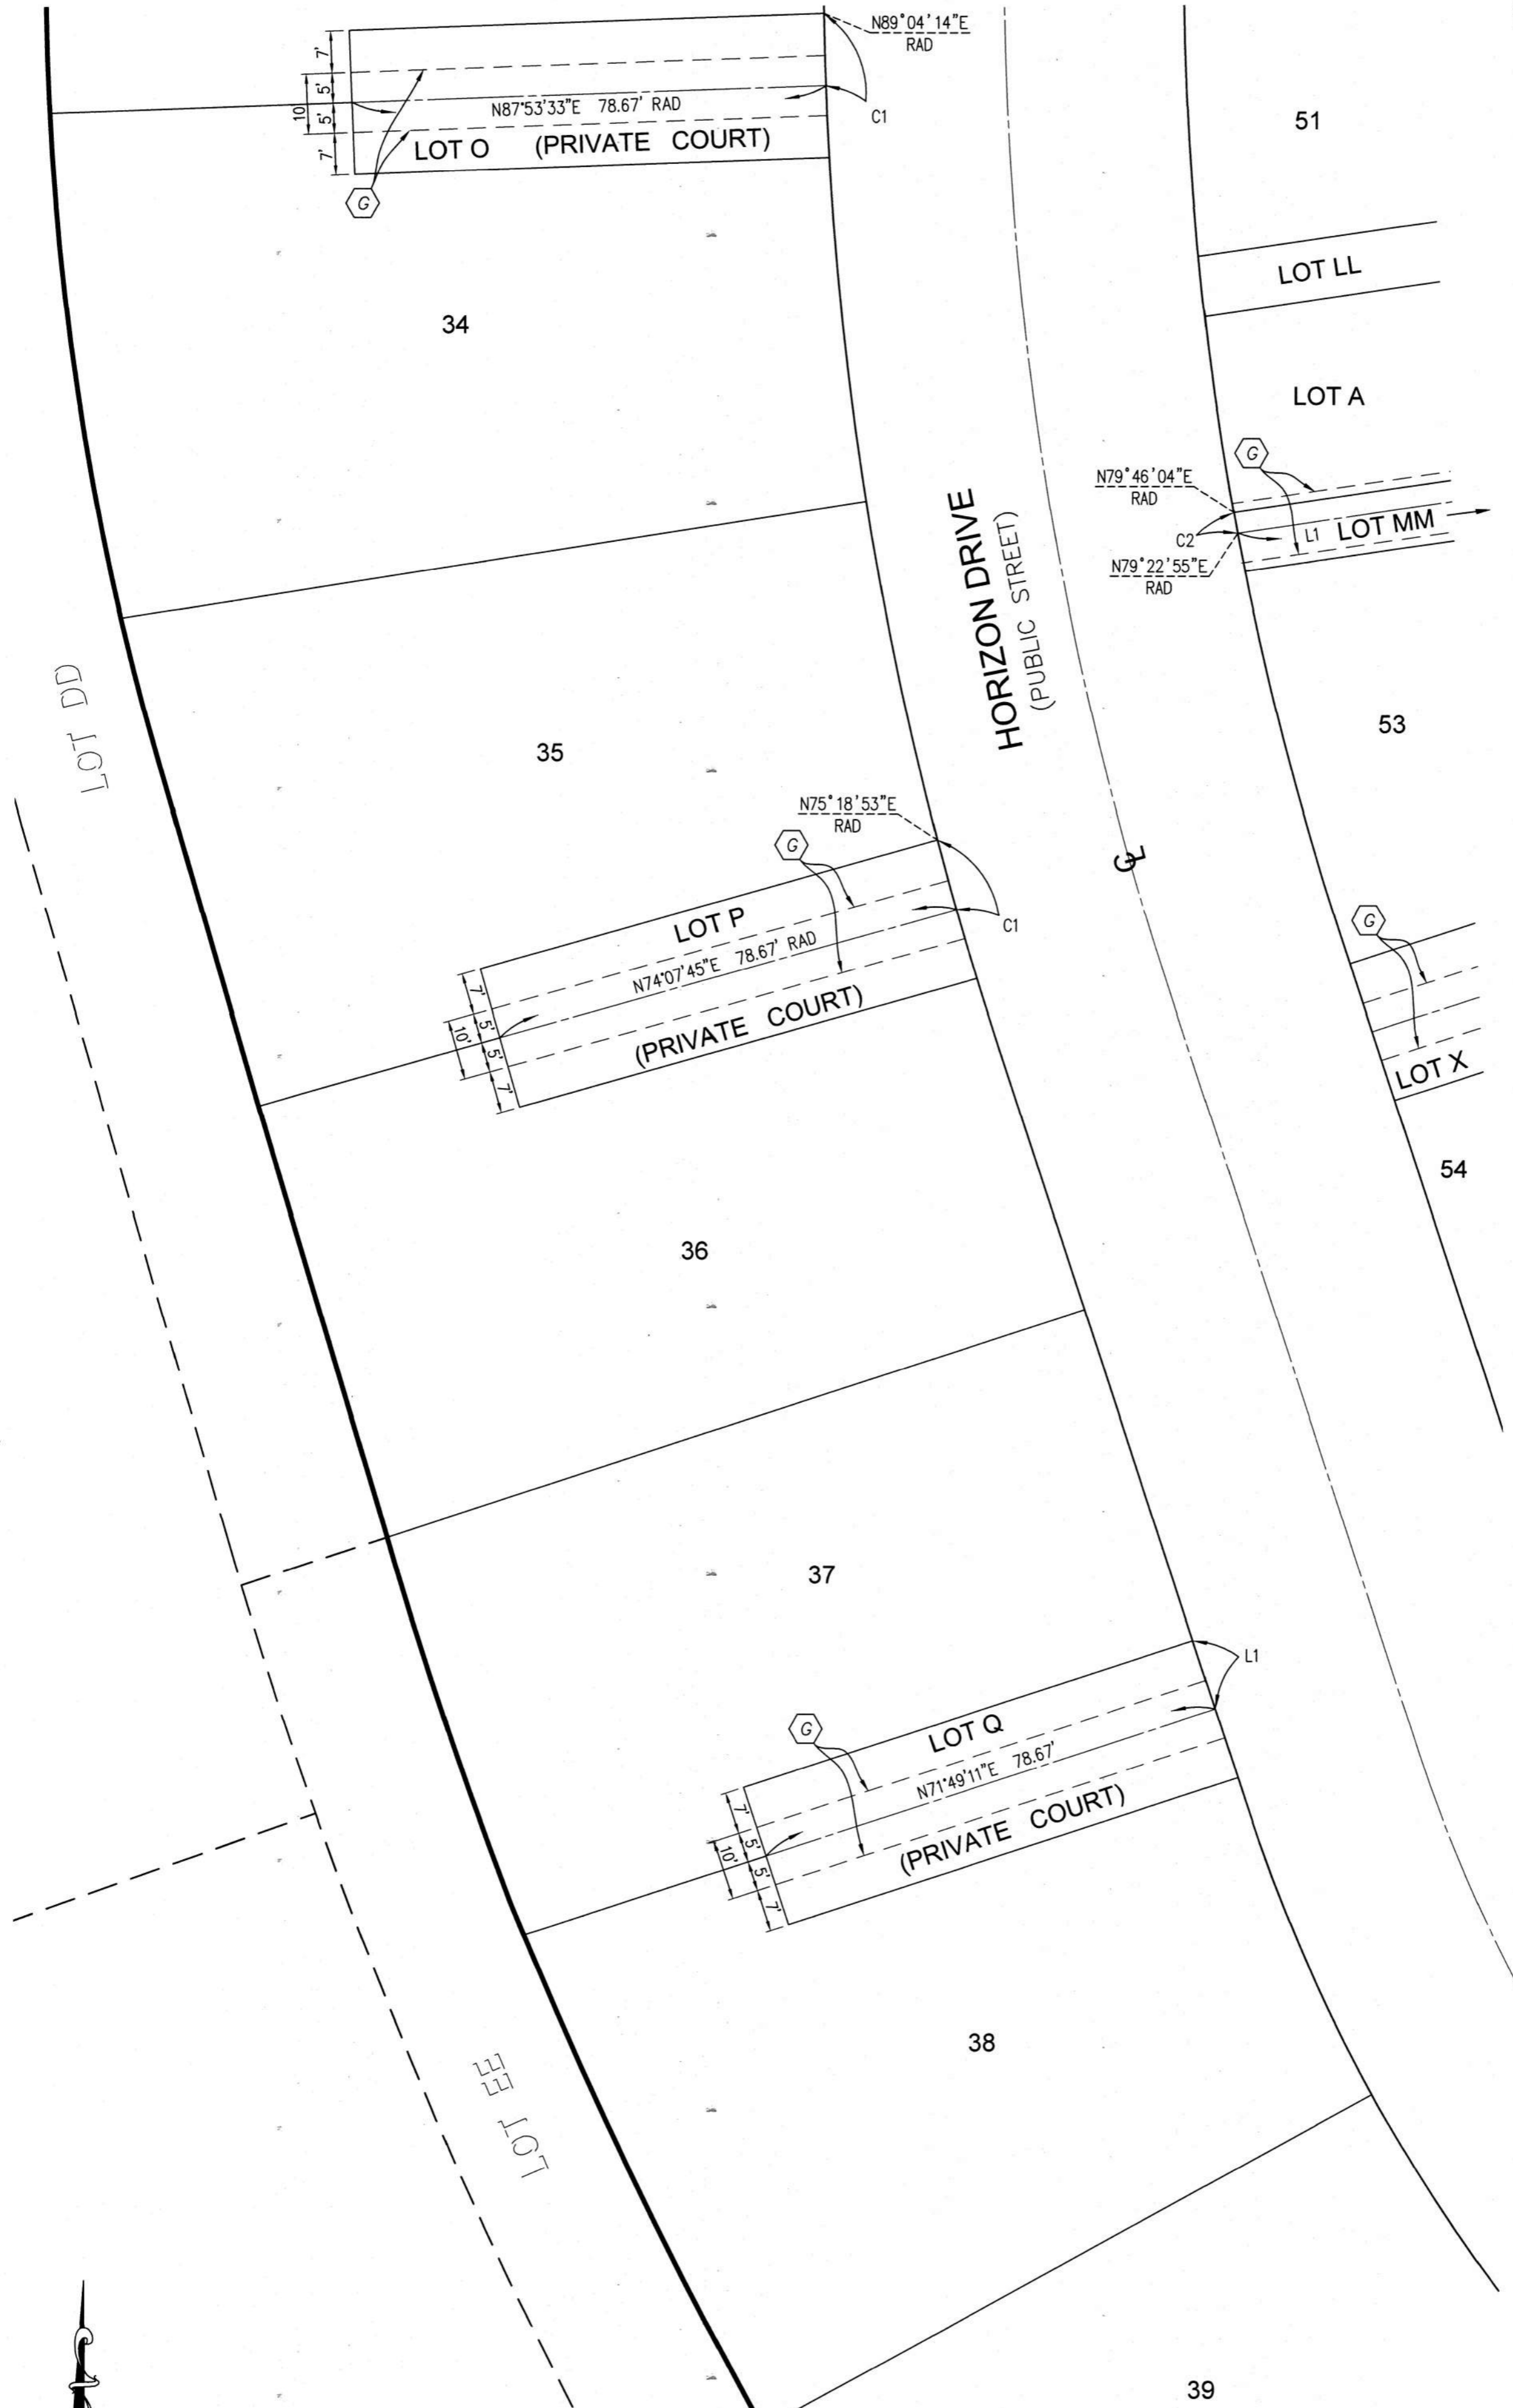 N89°04'14"E
RAD
7'
5'
10
5'
7'
N87°53'33"E 78.67' RAD
C1
LOT O (PRIVATE COURT)
G
51
LOT LL
34
LOT A
G
N79°46'04"E
RAD
C2
L1
LOT MM
N79°22'55"E
RAD
HORIZON DRIVE
(PUBLIC STREET)
LOT DD
35
53
N75°18'53"E
RAD
G
CL
LOT P
N74°07'45"E 78.67' RAD
(PRIVATE COURT)
C1
7'
5'
10'
5'
7'
G
LOT X
54
36
37
L1
G
LOT Q
N71°49'11"E 78.67'
(PRIVATE COURT)
7'
5'
10'
5'
7'
38
LOT EE
39